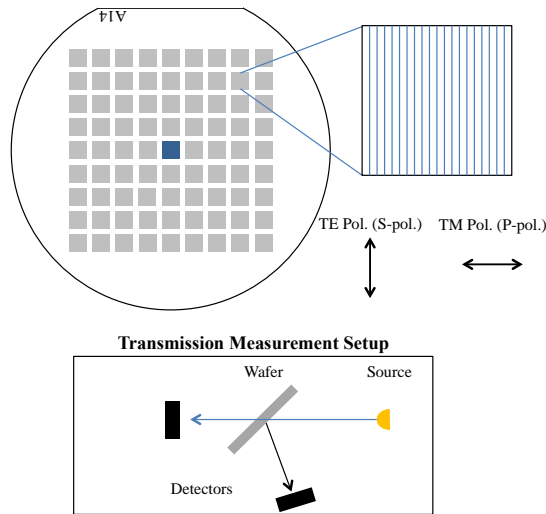 A14
TE Pol. (S-pol.) TM Pol. (P-pol.)
Transmission Measurement Setup
Wafer
Source
Detectors